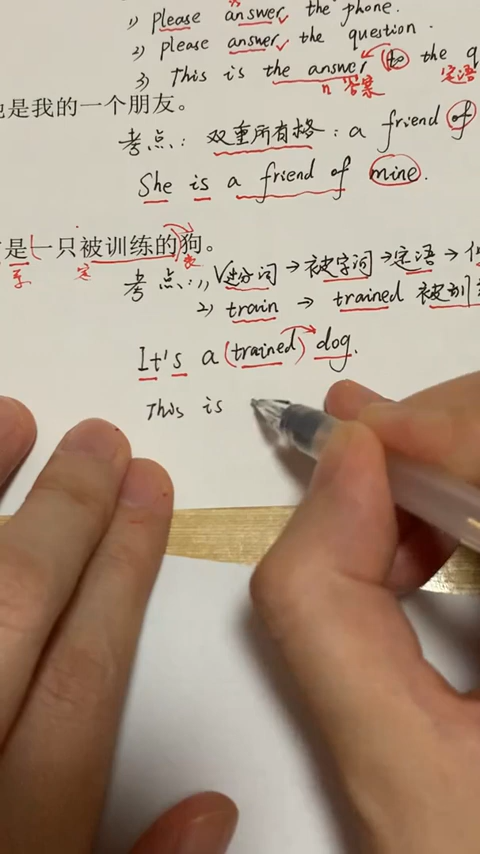 1) please answer the phone.
2) please answer the question.
3) This is the answer to the q
n 答案 定语
她是我的一个朋友。
考点: 双重所有格: a friend of
She is a friend of mine.
是一只被训练的狗。
系 定 表
考点: 1) V过分词→被字词→定语→
2) train → trained 被训
It's a (trained) dog.
This is